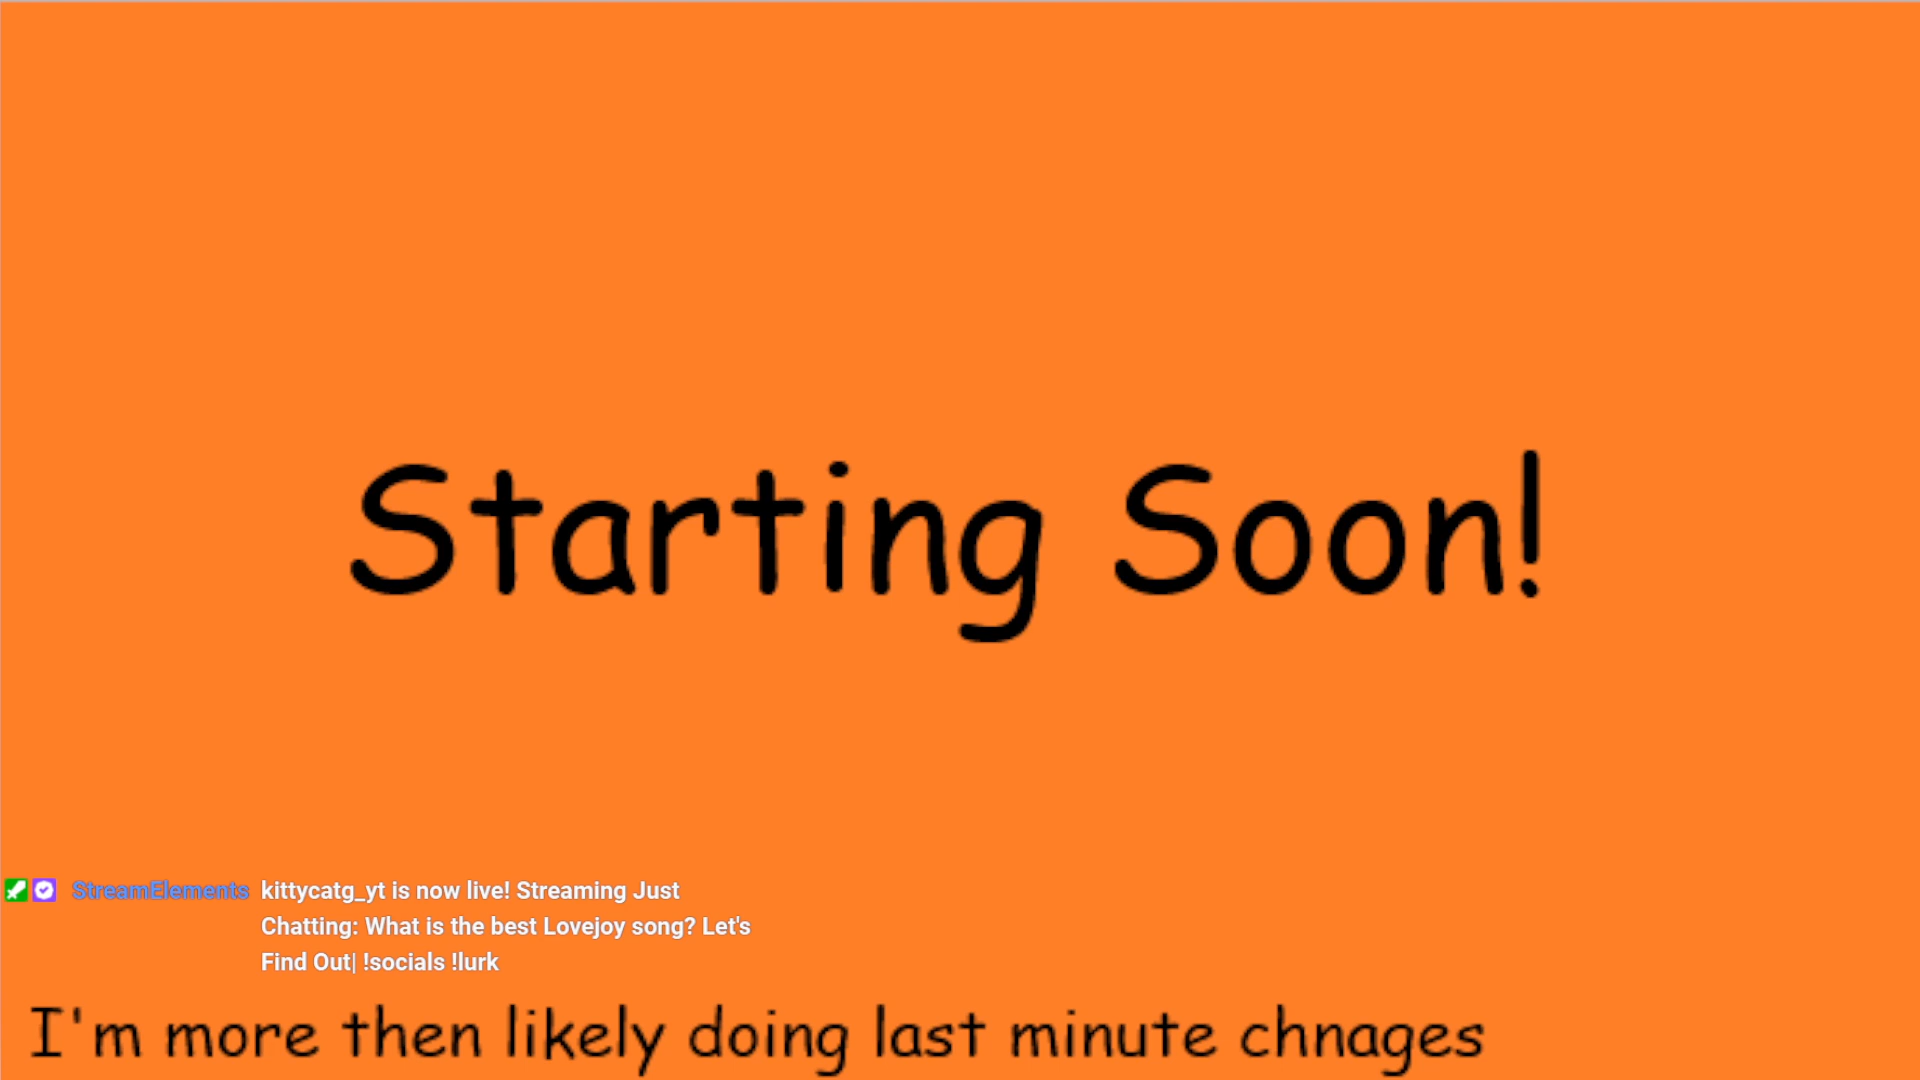 Starting Soon!
StreamElements kittycatg_yt is now live! Streaming Just
Chatting: What is the best Lovejoy song? Let's
Find Out| !socials !lurk
I'm more then likely doing last minute chnages